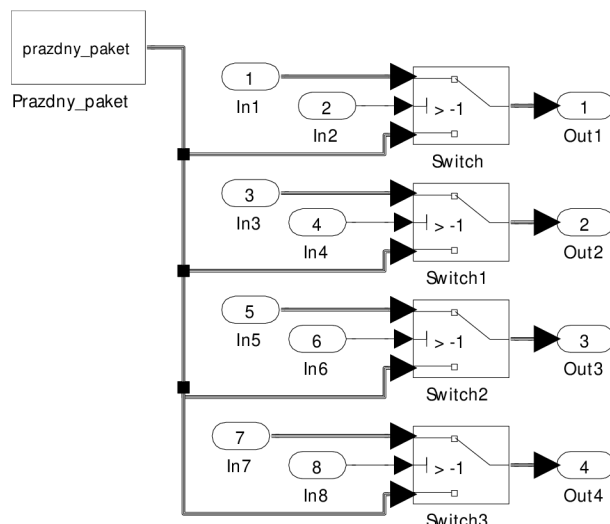 prazdny_paket
Prazdny_paket
1
In1
2
In2
> -1
Switch
1
Out1
3
In3
4
In4
> -1
Switch1
2
Out2
5
In5
6
In6
> -1
Switch2
3
Out3
7
In7
8
In8
> -1
Switch3
4
Out4